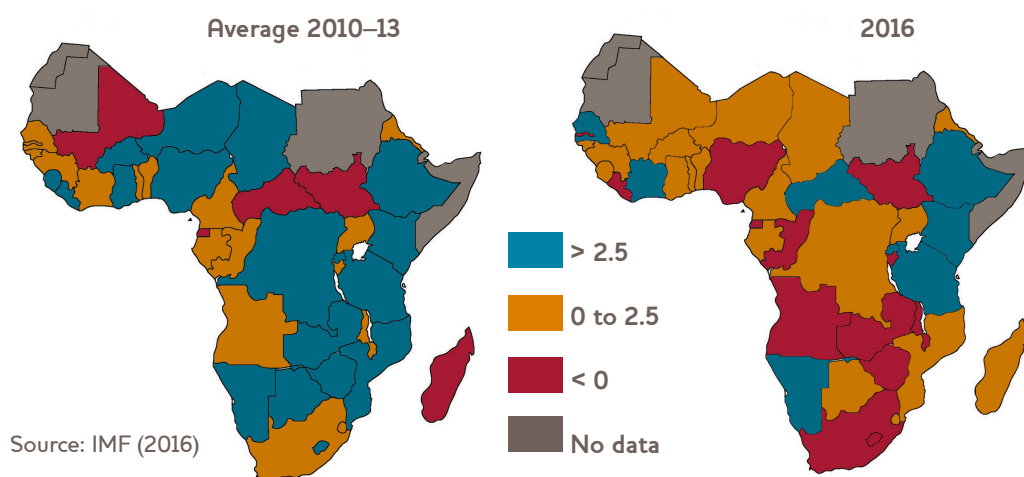 Average 2010–13
2016
> 2.5
0 to 2.5
< 0
No data
Source: IMF (2016)